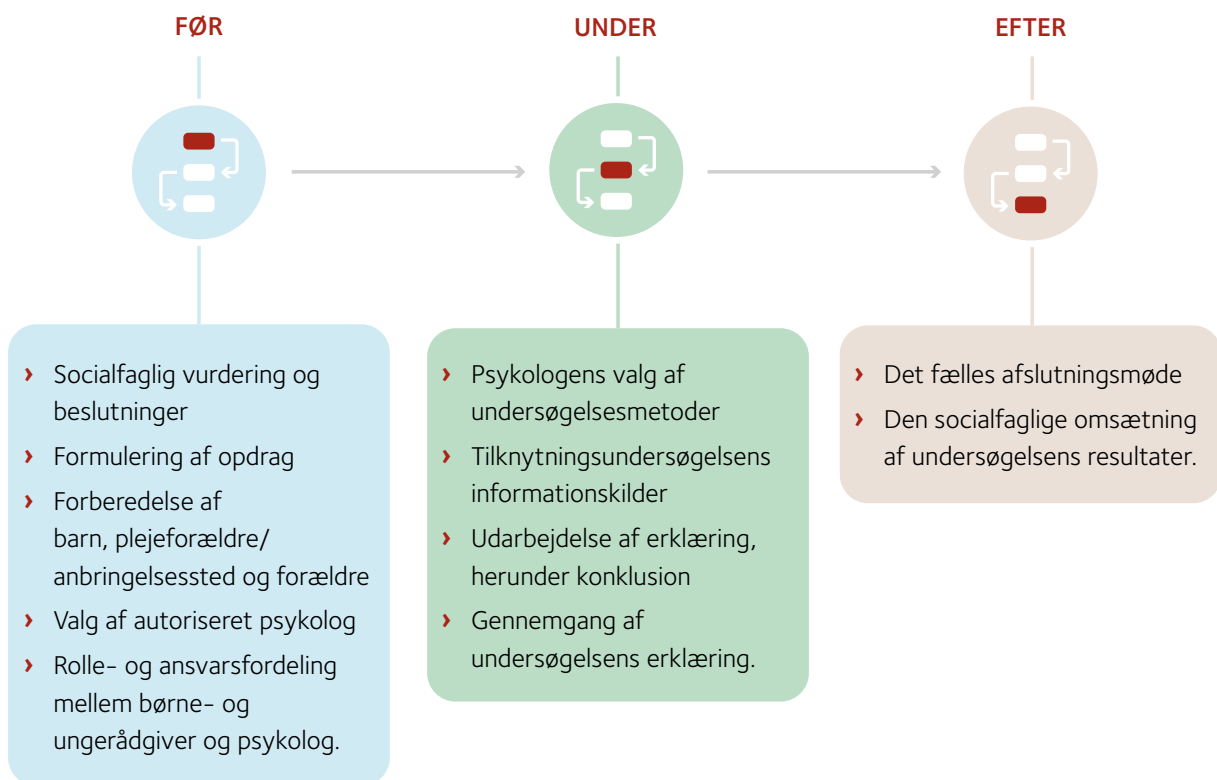 FØR
UNDER
EFTER
› Socialfaglig vurdering og
beslutninger
› Formulering af opdrag
› Forberedelse af
barn, plejeforældre/
anbringelsessted og forældre
› Valg af autoriseret psykolog
› Rolle- og ansvarsfordeling
mellem børne- og
ungerådgiver og psykolog.
› Psykologens valg af
undersøgelsesmetoder
› Tilknytningsundersøgelsens
informationskilder
› Udarbejdelse af erklæring,
herunder konklusion
› Gennemgang af
undersøgelsens erklæring.
› Det fælles afslutningsmøde
› Den socialfaglige omsætning
af undersøgelsens resultater.